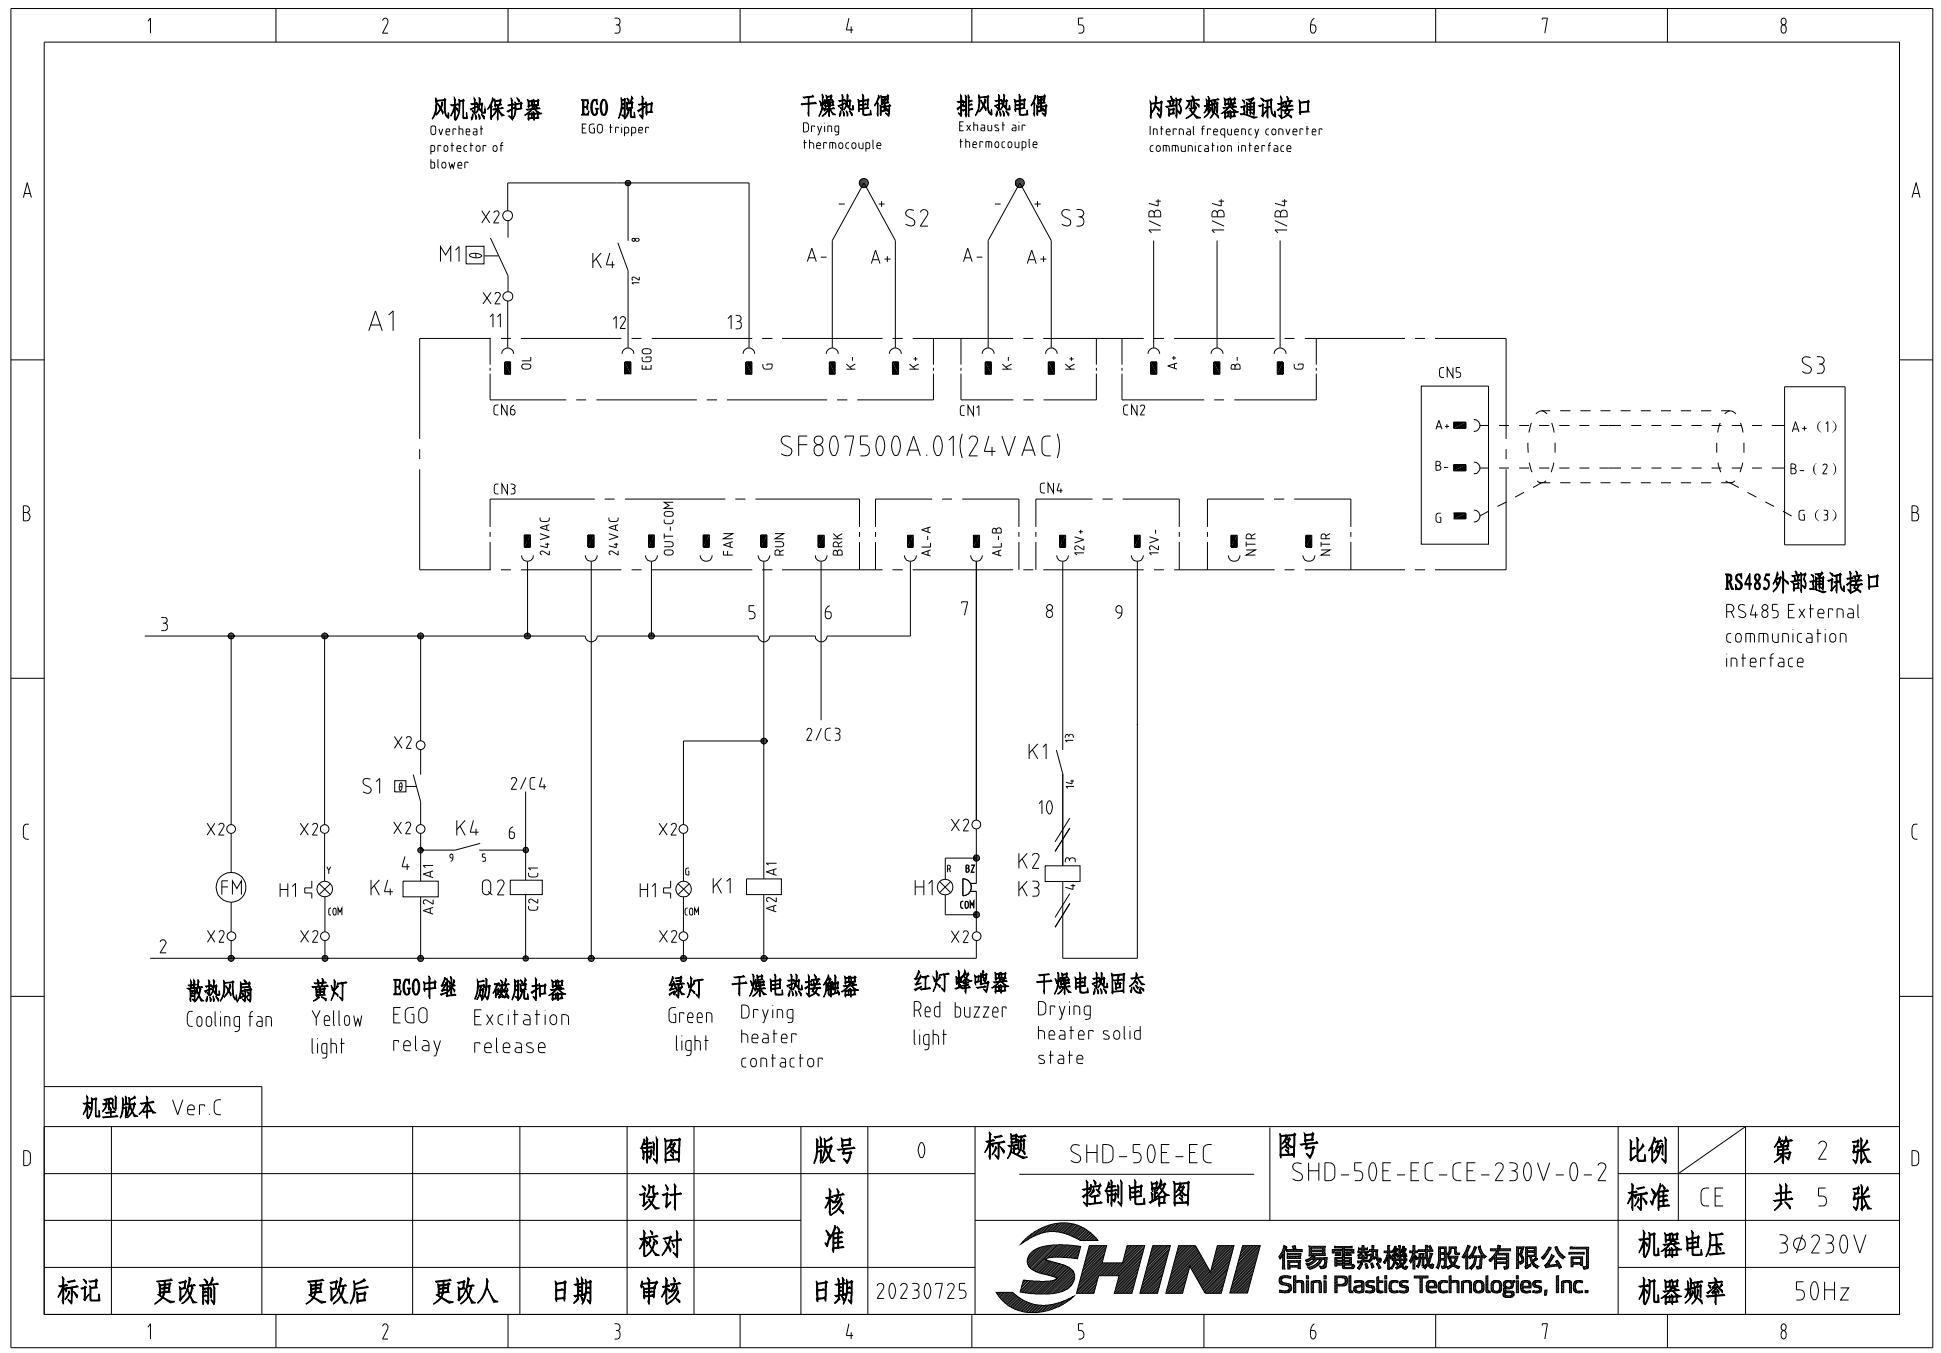 1 2 3 4 5 6 7 8
风机热保护器
Overheat
protector of
blower
EGO 脱扣
EGO tripper
干燥热电偶
Drying
thermocouple
排风热电偶
Exhaust air
thermocouple
内部变频器通讯接口
Internal frequency converter
communication interface
A A
X2
M1 θ
X2
11
K4
8
12
12
13
- + S2
A- A+
- + S3
A- A+
1/B4 1/B4 1/B4
A1
OL EGO G K- K+
CN6
K- K+
CN1
A+ B- G
CN2
SF807500A.01(24VAC)
CN5
A+
B-
G
S3
A+ (1)
B- (2)
G (3)
RS485外部通讯接口
RS485 External
communication
interface
B B
CN3
24VAC 24VAC OUT-COM FAN RUN BRK
AL-A AL-B
CN4
12V+ 12V-
NTR NTR
3
5 6 7 8 9
2/C3
C C
X2
FM
X2
X2
Y
H1
COM
X2
X2
S1 θ
X2
4
K4
A1
A2
K4
9 5
2/C4
6
Q2
C1
C2
X2
G
H1
COM
X2
K1
A1
A2
X2
R BZ
H1
COM
X2
K1
13
14
10
K2
K3
3
4
2
散热风扇
Cooling fan
黄灯
Yellow
light
EGO中继
EGO
relay
励磁脱扣器
Excitation
release
绿灯
Green
light
干燥电热接触器
Drying
heater
contactor
红灯 蜂鸣器
Red buzzer
light
干燥电热固态
Drying
heater solid
state
机型版本 Ver.C
D D
制图 版号 0
设计 核
校对 准
标记 更改前 更改后 更改人 日期 审核 日期 20230725
标题 SHD-50E-EC
控制电路图
图号
SHD-50E-EC-CE-230V-0-2
比例 第 2 张
标准 CE 共 5 张
机器电压 3Φ230V
机器频率 50Hz
SHINI
信易電熱機械股份有限公司
Shini Plastics Technologies, Inc.
1 2 3 4 5 6 7 8